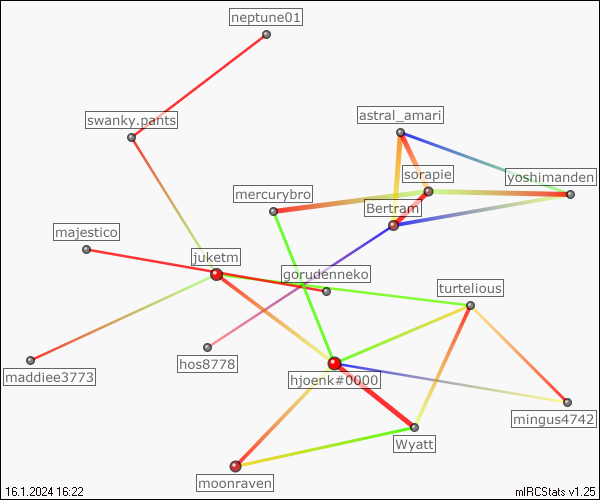 neptune01
astral_amari
swanky.pants
sorapie
yoshimanden
mercurybro
Bertram
majestico
juketm
gorudenneko
turtelious
hos8778
maddiee3773
hjoenk#0000
mingus4742
Wyatt
moonraven
16.1.2024 16:22
mIRCStats v1.25